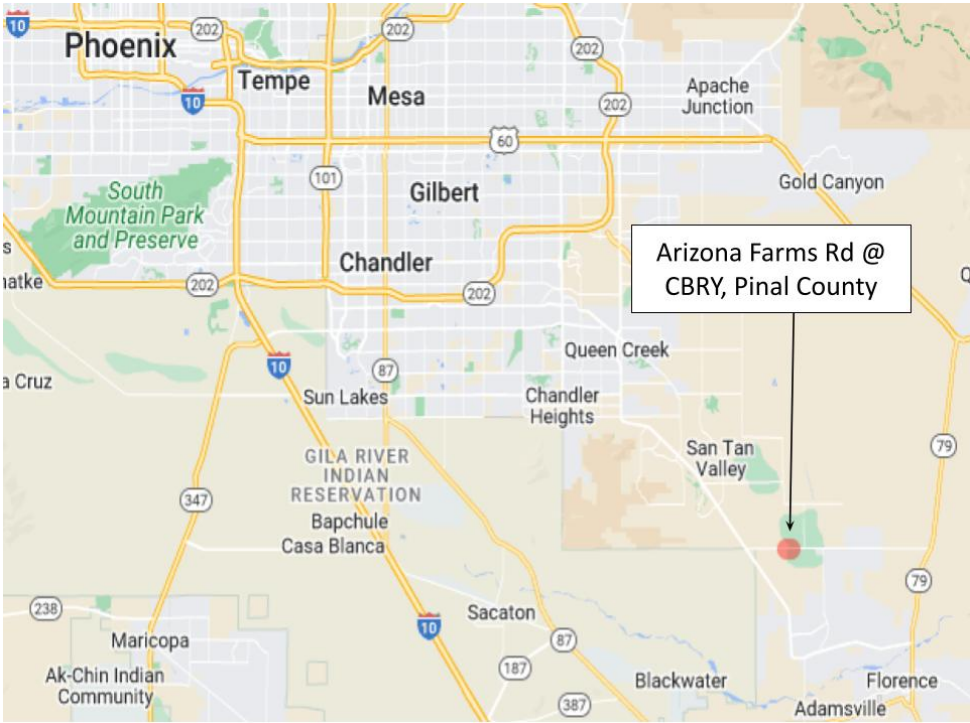 10
202
202
Phoenix
Tempe
202
Apache
Junction
10
Mesa
202
60
101
Gilbert
Gold Canyon
South
Mountain Park
and Preserve
s
Arizona Farms Rd @
CBRY, Pinal County
Chandler
atke
202
202
Q
10
87
Queen Creek
a Cruz
Sun Lakes
Chandler
Heights
79
San Tan
Valley
GILA RIVER
INDIAN
RESERVATION
347
Bapchule
Casa Blanca
79
238
Sacaton
10
Maricopa
87
187
Ak-Chin Indian
Community
Blackwater
Florence
387
Adamsville